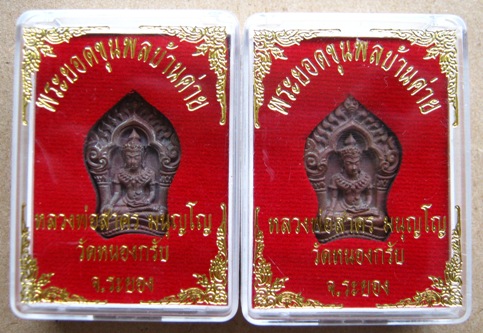 พระยอดขุนพลบ้านค่าย
หลวงพ่อสาคร มนุญโญ
วัดหนองกรับ
จ.ระยอง
พระยอดขุนพลบ้านค่าย
หลวงพ่อสาคร มนุญโญ
วัดหนองกรับ
จ.ระยอง